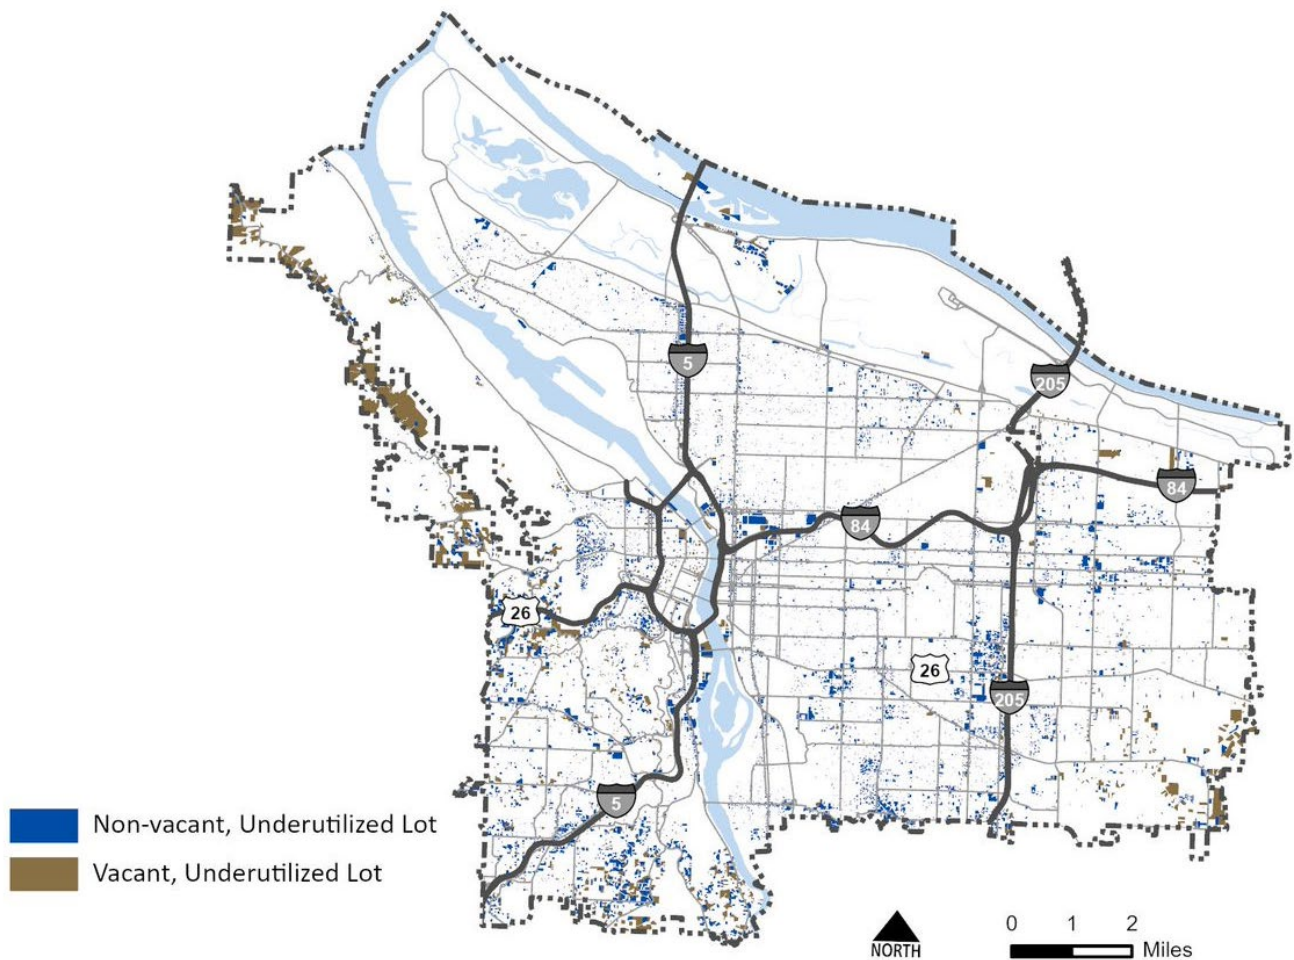 5
205
84
84
26
26
205
5
Non-vacant, Underutilized Lot
Vacant, Underutilized Lot
NORTH
0 1 2
Miles